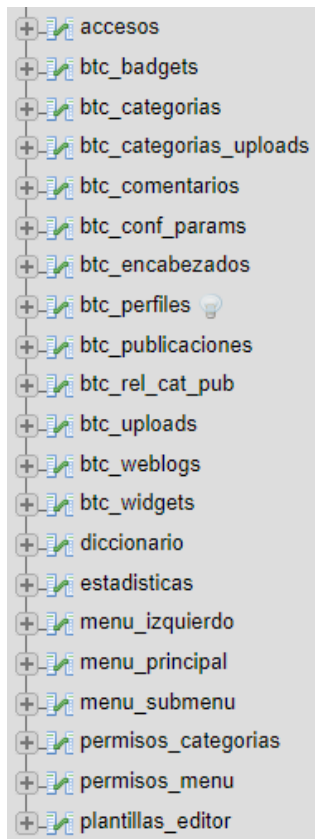 accesos
btc_badgets
btc_categorias
btc_categorias_uploads
btc_comentarios
btc_conf_params
btc_encabezados
btc_perfiles
btc_publicaciones
btc_rel_cat_pub
btc_uploads
btc_weblogs
btc_widgets
diccionario
estadisticas
menu_izquierdo
menu_principal
menu_submenu
permisos_categorias
permisos_menu
plantillas_editor